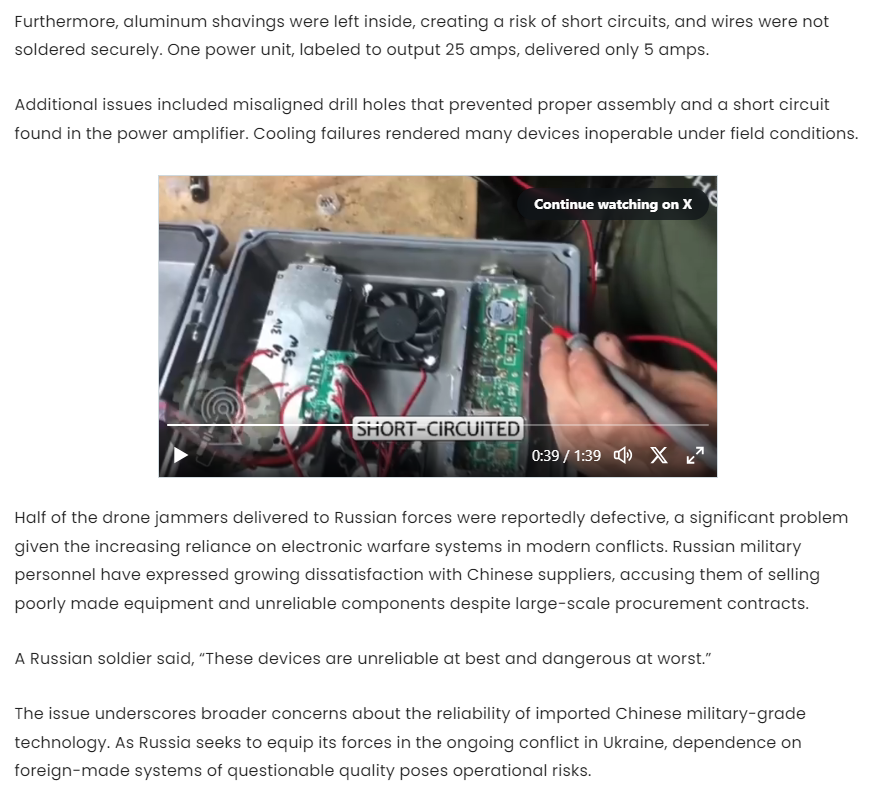 Furthermore, aluminum shavings were left inside, creating a risk of short circuits, and wires were not
soldered securely. One power unit, labeled to output 25 amps, delivered only 5 amps.
Additional issues included misaligned drill holes that prevented proper assembly and a short circuit
found in the power amplifier. Cooling failures rendered many devices inoperable under field conditions.
Continue watching on X
59W
SHORT-CIRCUITED
0:39 / 1:39
Half of the drone jammers delivered to Russian forces were reportedly defective, a significant problem
given the increasing reliance on electronic warfare systems in modern conflicts. Russian military
personnel have expressed growing dissatisfaction with Chinese suppliers, accusing them of selling
poorly made equipment and unreliable components despite large-scale procurement contracts.
A Russian soldier said, “These devices are unreliable at best and dangerous at worst.”
The issue underscores broader concerns about the reliability of imported Chinese military-grade
technology. As Russia seeks to equip its forces in the ongoing conflict in Ukraine, dependence on
foreign-made systems of questionable quality poses operational risks.